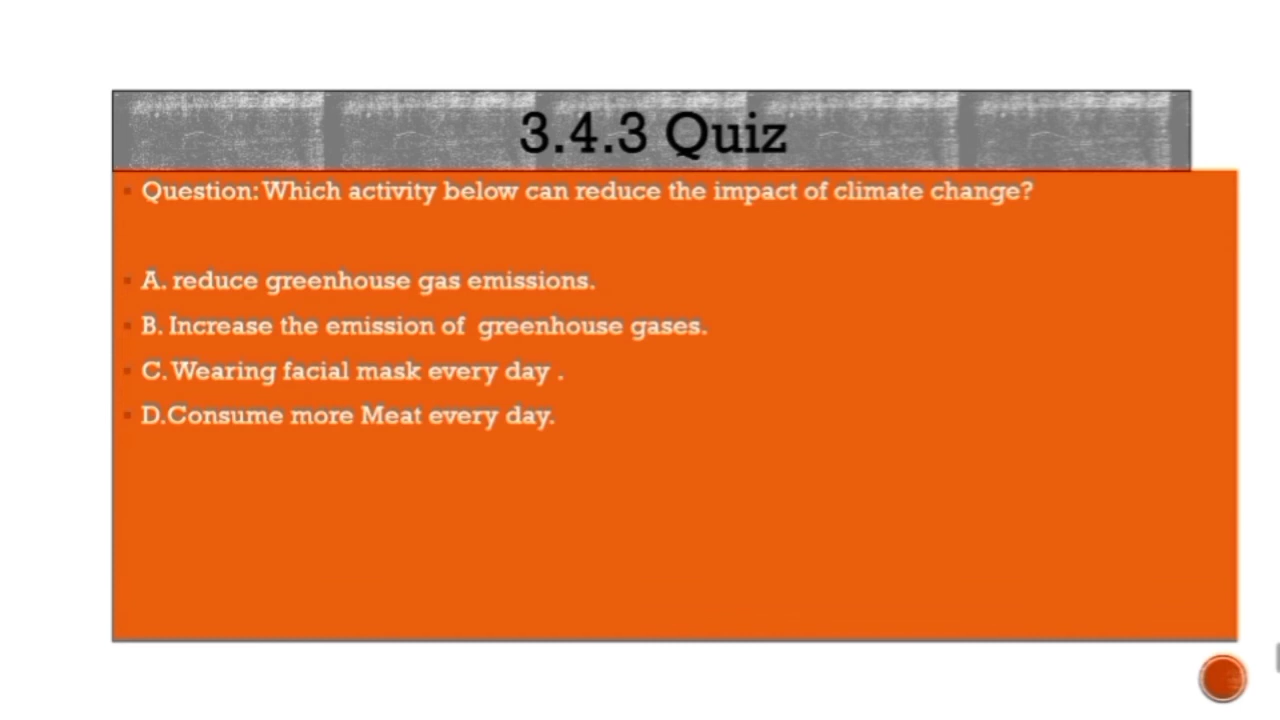 3.4.3 Quiz
Question: Which activity below can reduce the impact of climate change?
A. reduce greenhouse gas emissions.
B. Increase the emission of  greenhouse gases.
C. Wearing facial mask every day .
D.Consume more Meat every day.